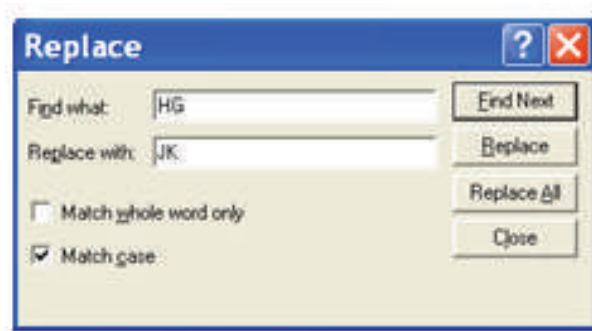 Replace
?
Find what: HG
Replace with: JK
Match whole word only
Match case
Find Next
Replace
Replace All
Close